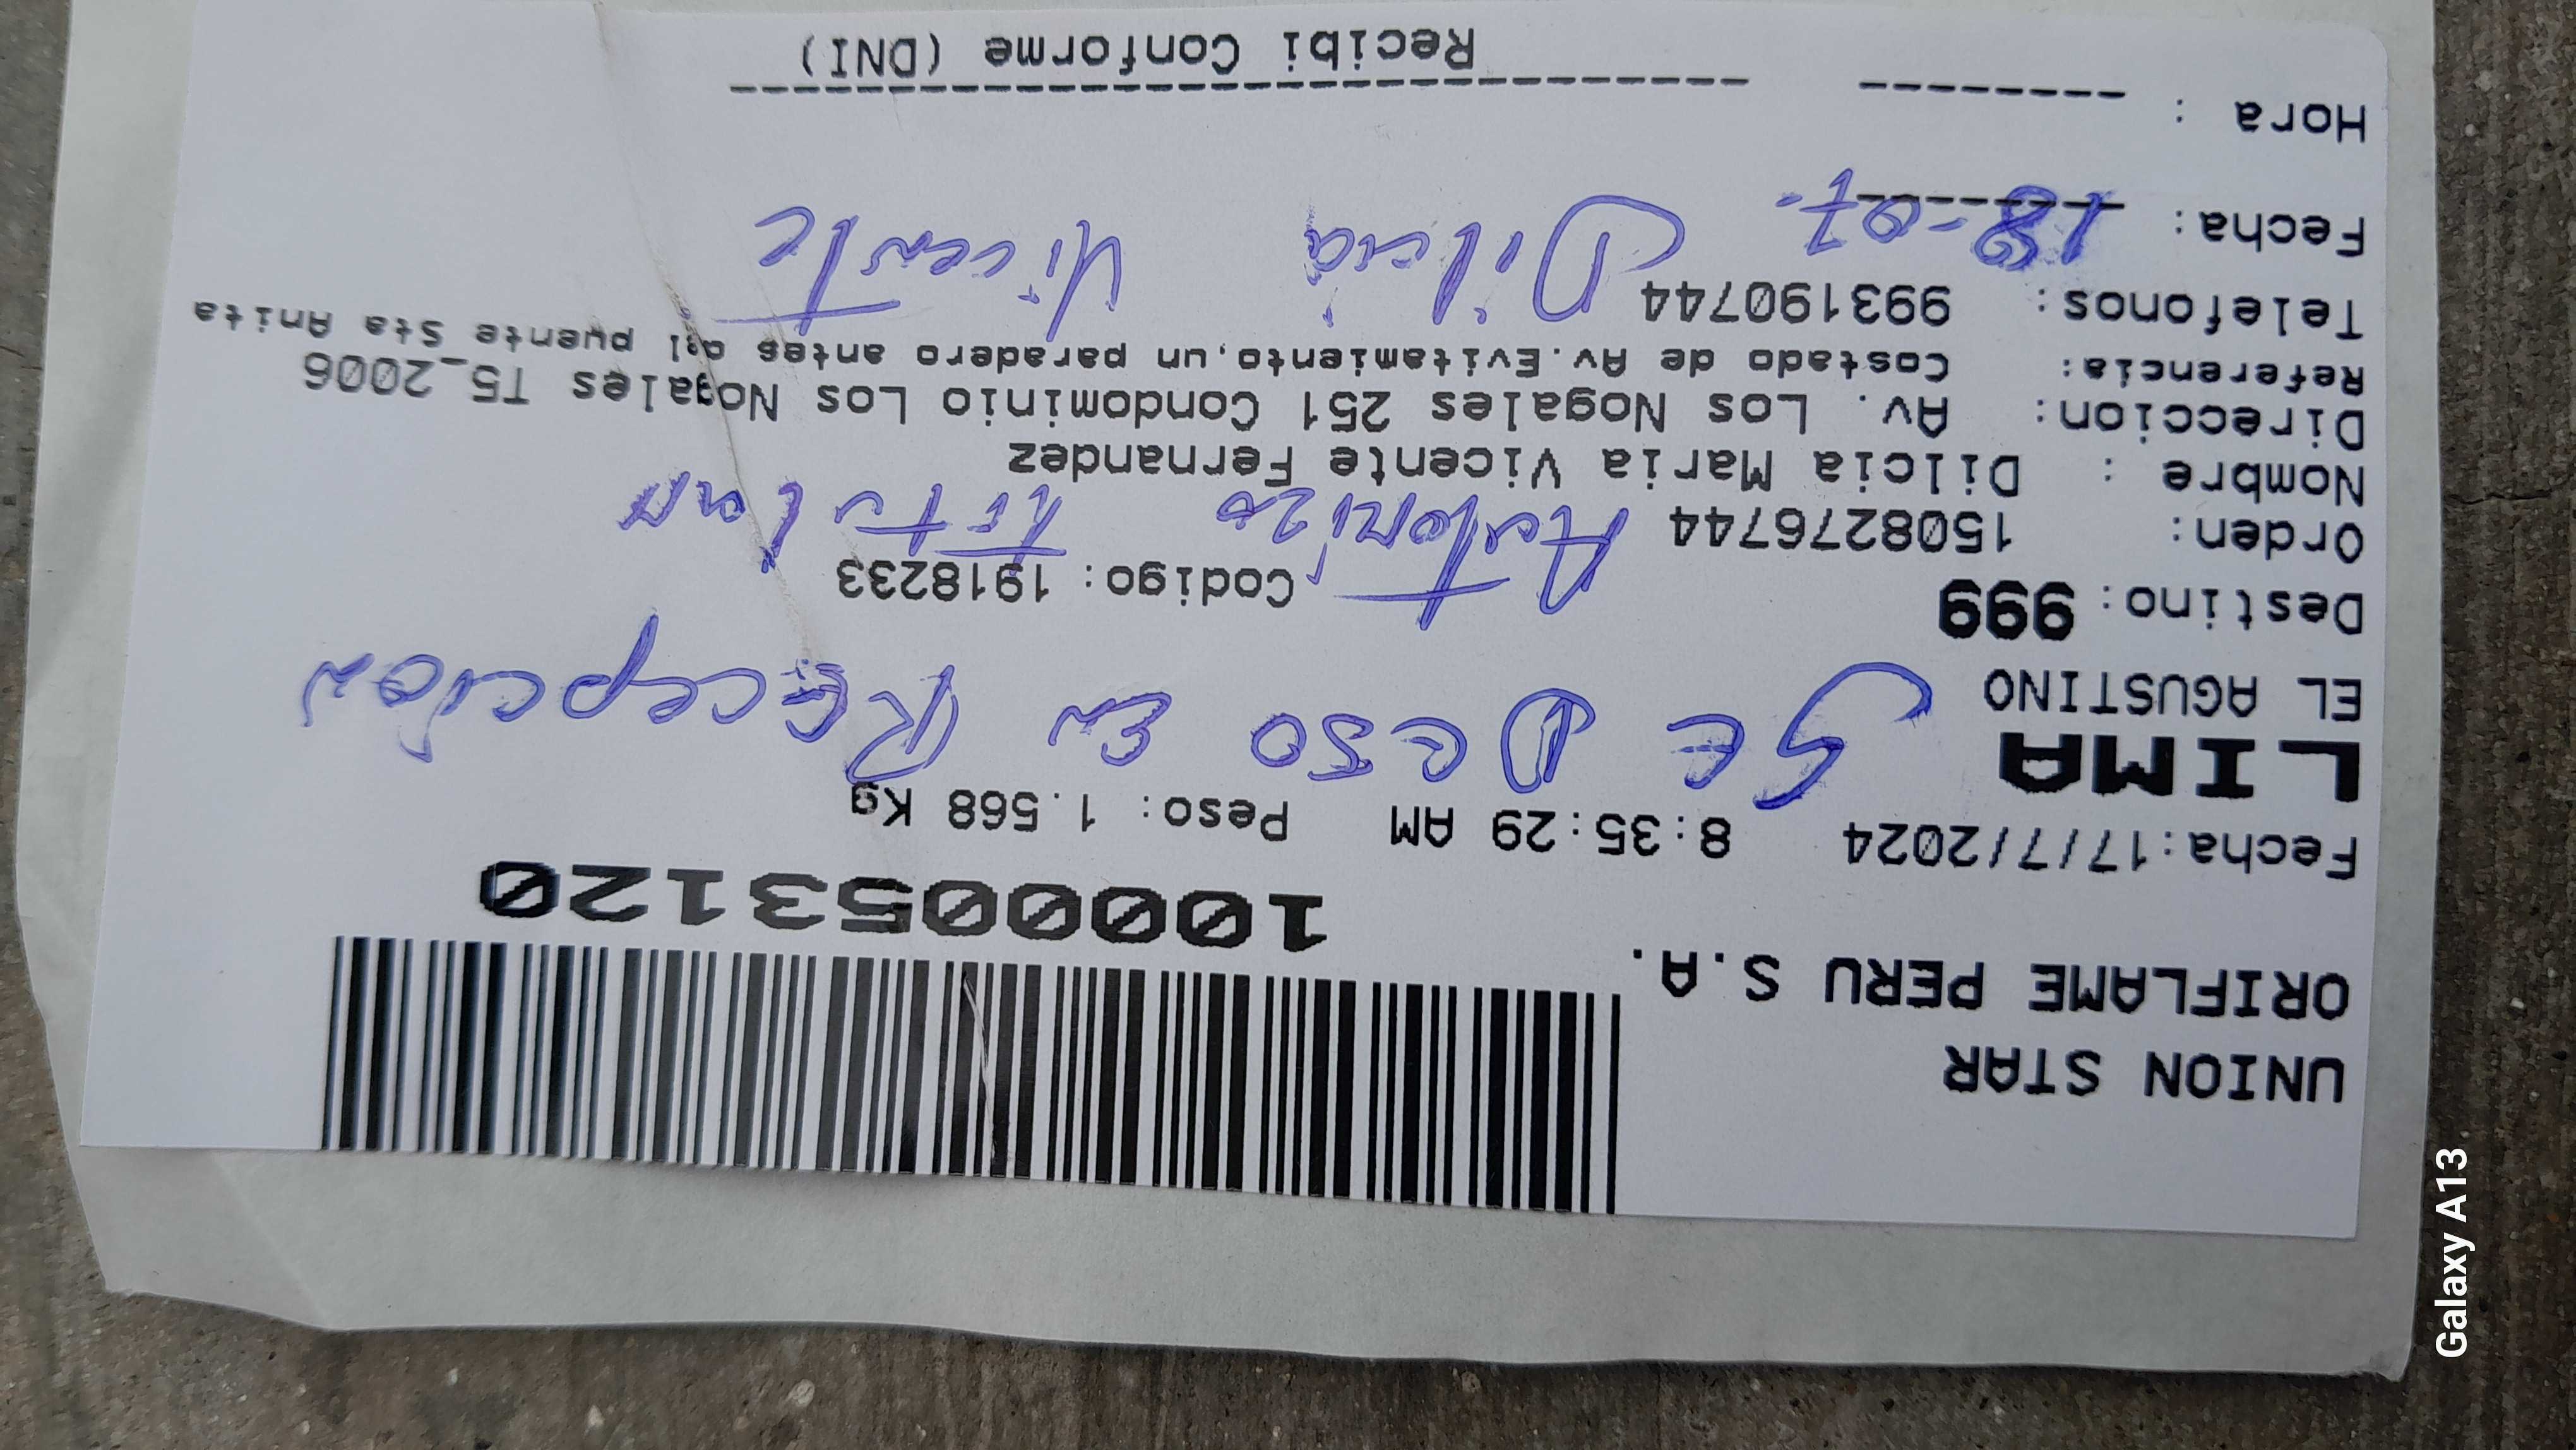 UNION STAR
ORIFLAME PERU S.A.
10000053120
Fecha:17/7/2024 8:35:29 AM Peso: 1.568 Kg
LIMA
EL AGUSTINO
Se Dejo En Recepcion
Destino: 999 Codigo: 1918233
Orden: 1508276744
Autorizo titular
Nombre : Dilcia Maria Vicente Fernandez
Direccion: Av. Los Nogales 251 Condominio Los Nogales T5_2006
Referencia: Costado de Av.Evitamiento,un paradero antes del puente Sta Anita
Telefonos: 993190744
Dilcia Vicente
Fecha: 18-07-
Hora :
Recibi Conforme (DNI)
Galaxy A13